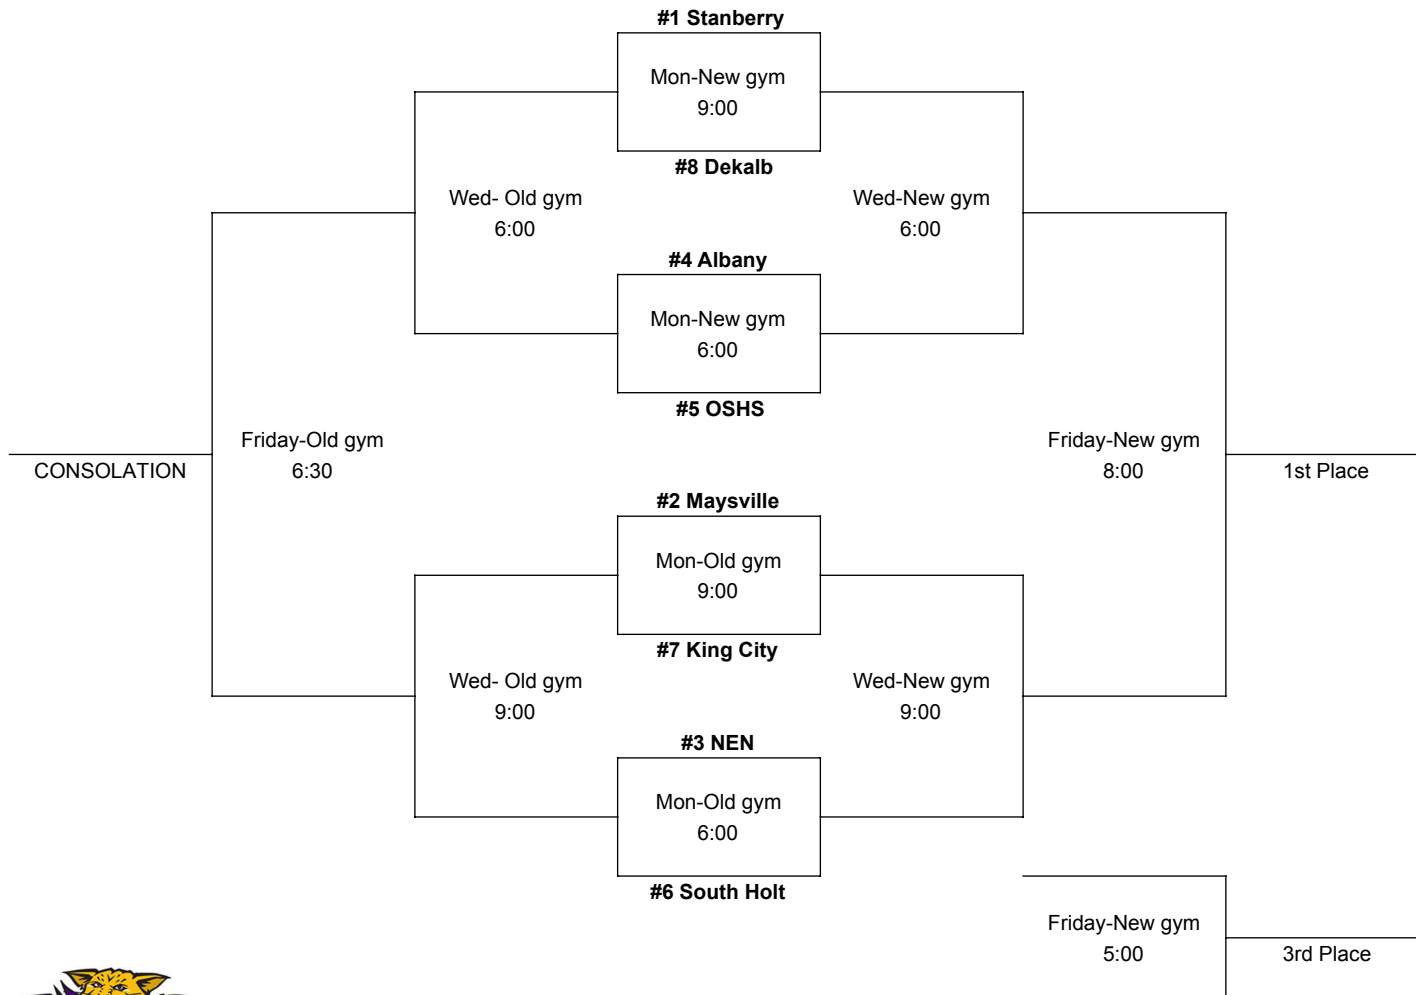 #1 Stanberry
Mon-New gym
9:00
#8 Dekalb
Wed- Old gym
6:00
Wed-New gym
6:00
#4 Albany
Mon-New gym
6:00
#5 OSHS
Friday-Old gym
6:30
CONSOLATION
Friday-New gym
8:00
1st Place
#2 Maysville
Mon-Old gym
9:00
#7 King City
Wed- Old gym
9:00
Wed-New gym
9:00
#3 NEN
Mon-Old gym
6:00
#6 South Holt
Friday-New gym
5:00
3rd Place